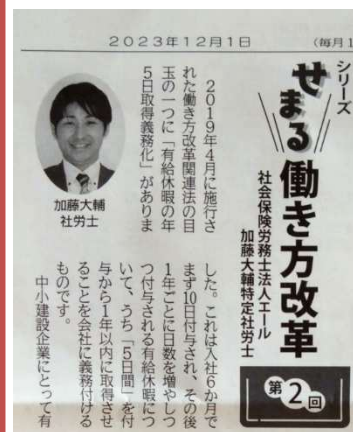 2023年12月1日
(毎月1
シリーズ
せまる働き方改革
社会保険労務士法人エール
加藤大輔特定社労士
第2回
加藤大輔
社労士
2019年4月に施行さ
れた働き方改革関連法の目
玉の一つに「有給休暇の年
5日取得義務化」がありま
した。これは入社6か月で
まず10日付与され、その後
1年ごとに日数を増やしつ
つ付与される有給休暇につ
いて、うち「5日間」を付
与から1年以内に取得させ
ることを会社に義務付ける
ものです。
中小建設企業にとって有